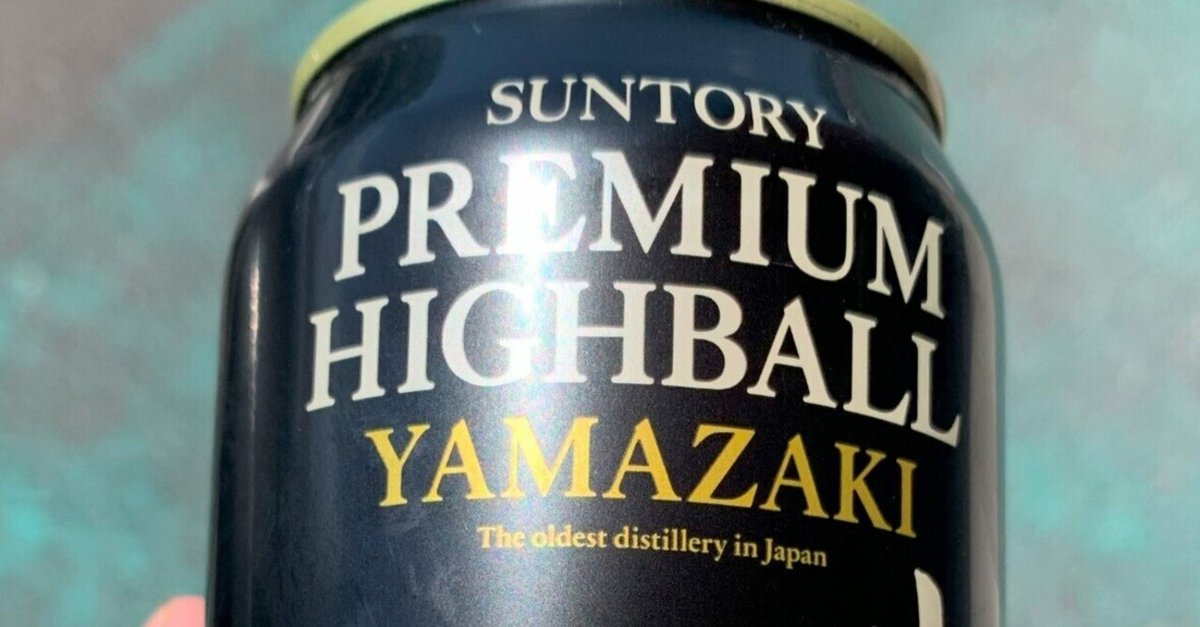 SUNTORY
PREMIUM
HIGHBALL
YAMAZAKI
The oldest distillery in Japan